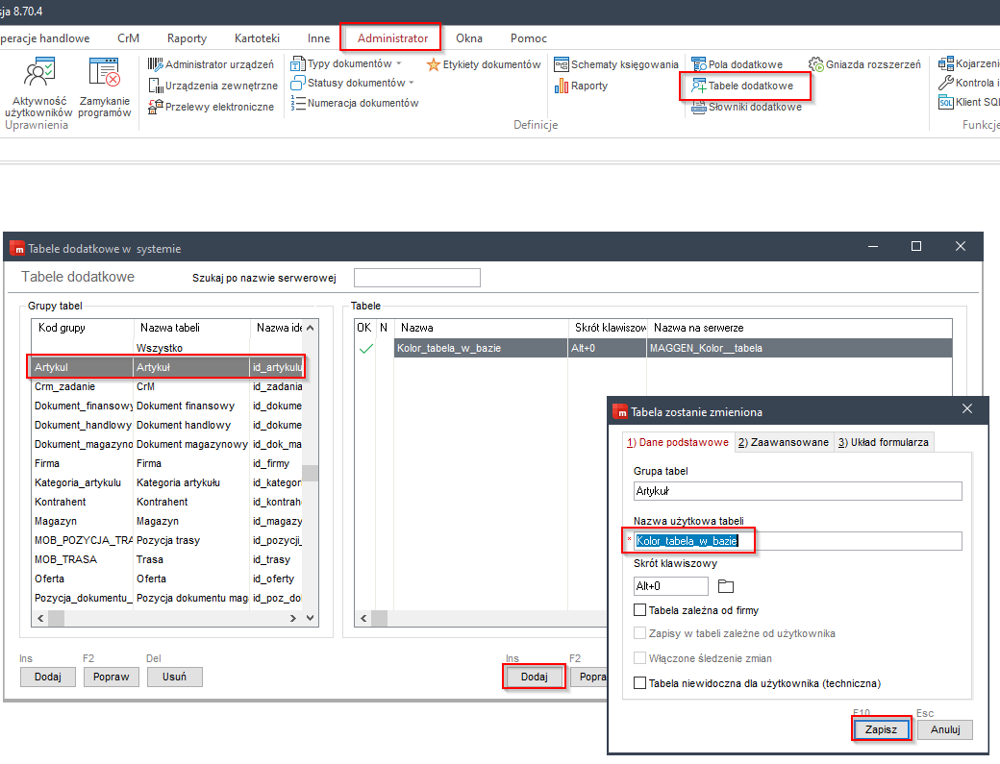 sja 8.70.4
peracje handlowe CrM Raporty Kartoteki Inne Administrator Okna Pomoc
Aktywność użytkowników
Zamykanie programów
Uprawnienia
Administrator urządzeń
Urządzenia zewnętrzne
Przelewy elektroniczne
Typy dokumentów
Statusy dokumentów
Numeracja dokumentów
Etykiety dokumentów
Schematy księgowania
Raporty
Definicje
Pola dodatkowe
Tabele dodatkowe
Słowniki dodatkowe
Gniazda rozszerzeń
Kojarzeni
Kontrola i
SQL Klient SQL
Funkcje
m Tabele dodatkowe w systemie
Tabele dodatkowe Szukaj po nazwie serwerowej
Grupy tabel
Kod grupy Nazwa tabeli Nazwa ide
Wszystko
Artykul Artykuł id_artykulu
Crm_zadanie CrM id_zadania
Dokument_finansowy Dokument finansowy id_dokume
Dokument_handlowy Dokument handlowy id_dokume
Dokument_magazyno Dokument magazynowy id_dok_ma
Firma Firma id_firmy
Kategoria_artykulu Kategoria artykułu id_kategor
Kontrahent Kontrahent id_kontrah
Magazyn Magazyn id_magazy
MOB_POZYCJA_TRA Pozycja trasy id_pozycji_
MOB_TRASA Trasa id_trasy
Oferta Oferta id_oferty
Pozycja_dokumentu_ Pozycja dokumentu mag id_poz_do
Ins F2 Del
Dodaj Popraw Usuń
Tabele
OK N Nazwa Skrót klawiszow Nazwa na serwerze
Kolor_tabela_w_bazie Alt+0 MAGGEN_Kolor__tabela
Ins F2
Dodaj Popra
m Tabela zostanie zmieniona
1) Dane podstawowe 2) Zaawansowane 3) Układ formularza
Grupa tabel
Artykuł
Nazwa użytkowa tabeli
* Kolor_tabela_w_bazie
Skrót klawiszowy
Alt+0
Tabela zależna od firmy
Zapisy w tabeli zależne od użytkownika
Włączone śledzenie zmian
Tabela niewidoczna dla użytkownika (techniczna)
F10 Esc
Zapisz Anuluj